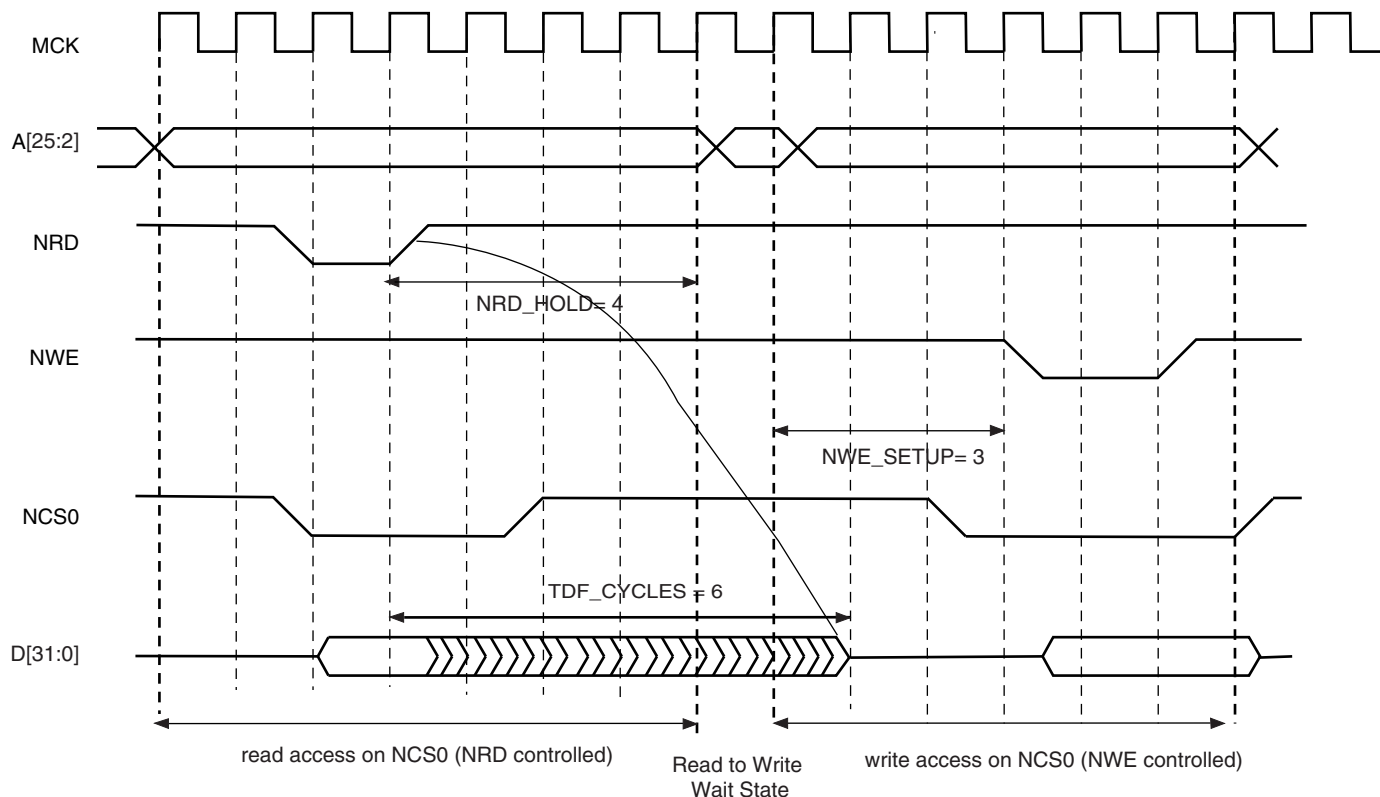 MCK
A[25:2]
NRD
NRD_HOLD= 4
NWE
NWE_SETUP= 3
NCS0
TDF_CYCLES = 6
D[31:0]
read access on NCS0 (NRD controlled)
Read to Write
Wait State
write access on NCS0 (NWE controlled)